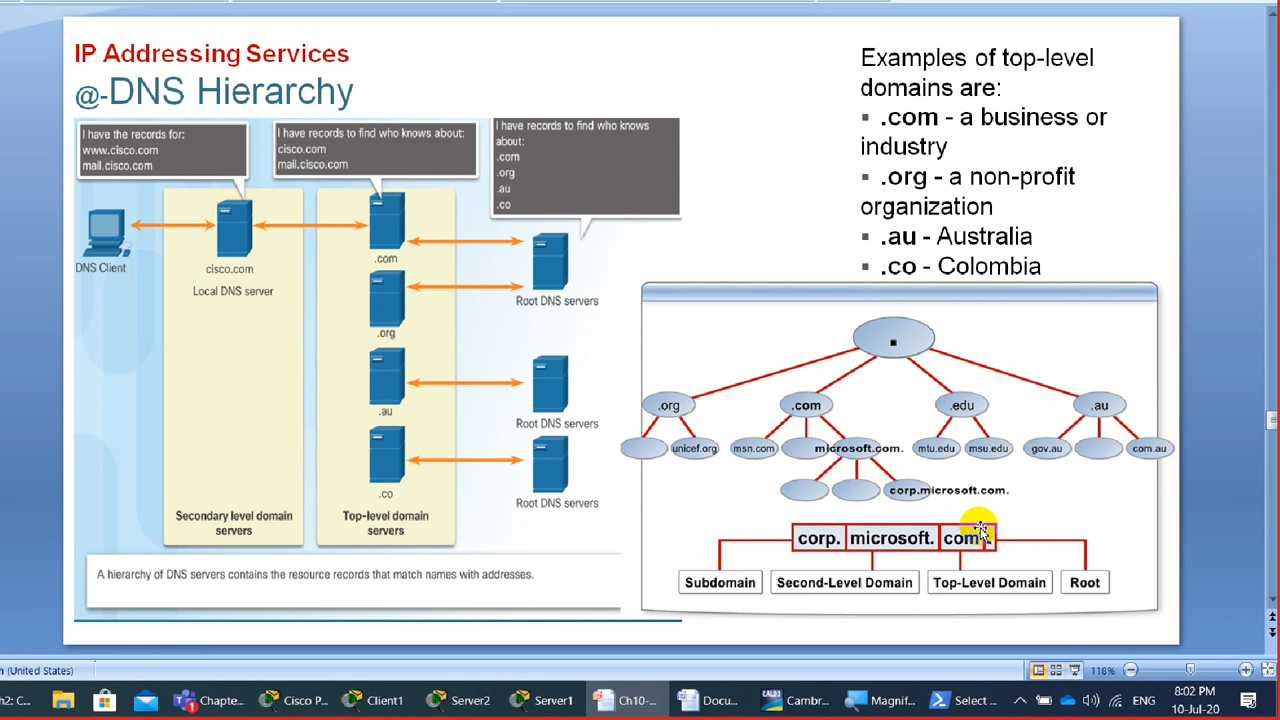 IP Addressing Services
@-DNS Hierarchy
I have the records for:
www.cisco.com
mail.cisco.com
I have records to find who knows about:
cisco.com
mail.cisco.com
I have records to find who knows
about:
.com
.org
.au
.co
DNS Client
cisco.com
Local DNS server
.com
.org
.au
.co
Root DNS servers
Root DNS servers
Root DNS servers
Secondary level domain
servers
Top-level domain
servers
A hierarchy of DNS servers contains the resource records that match names with addresses.
Examples of top-level
domains are:
▪ .com - a business or
industry
▪ .org - a non-profit
organization
▪ .au - Australia
▪ .co - Colombia
.
.org .com .edu .au
unicef.org msn.com microsoft.com. mtu.edu msu.edu gov.au com.au
corp.microsoft.com.
corp. microsoft. com .
Subdomain Second-Level Domain Top-Level Domain Root
(United States)
118%
Chapte...
Cisco P...
Client1
Server2
Server1
Ch10-...
Docu...
Cambr...
Magnif...
Select ...
ENG
8:02 PM
10-Jul-20